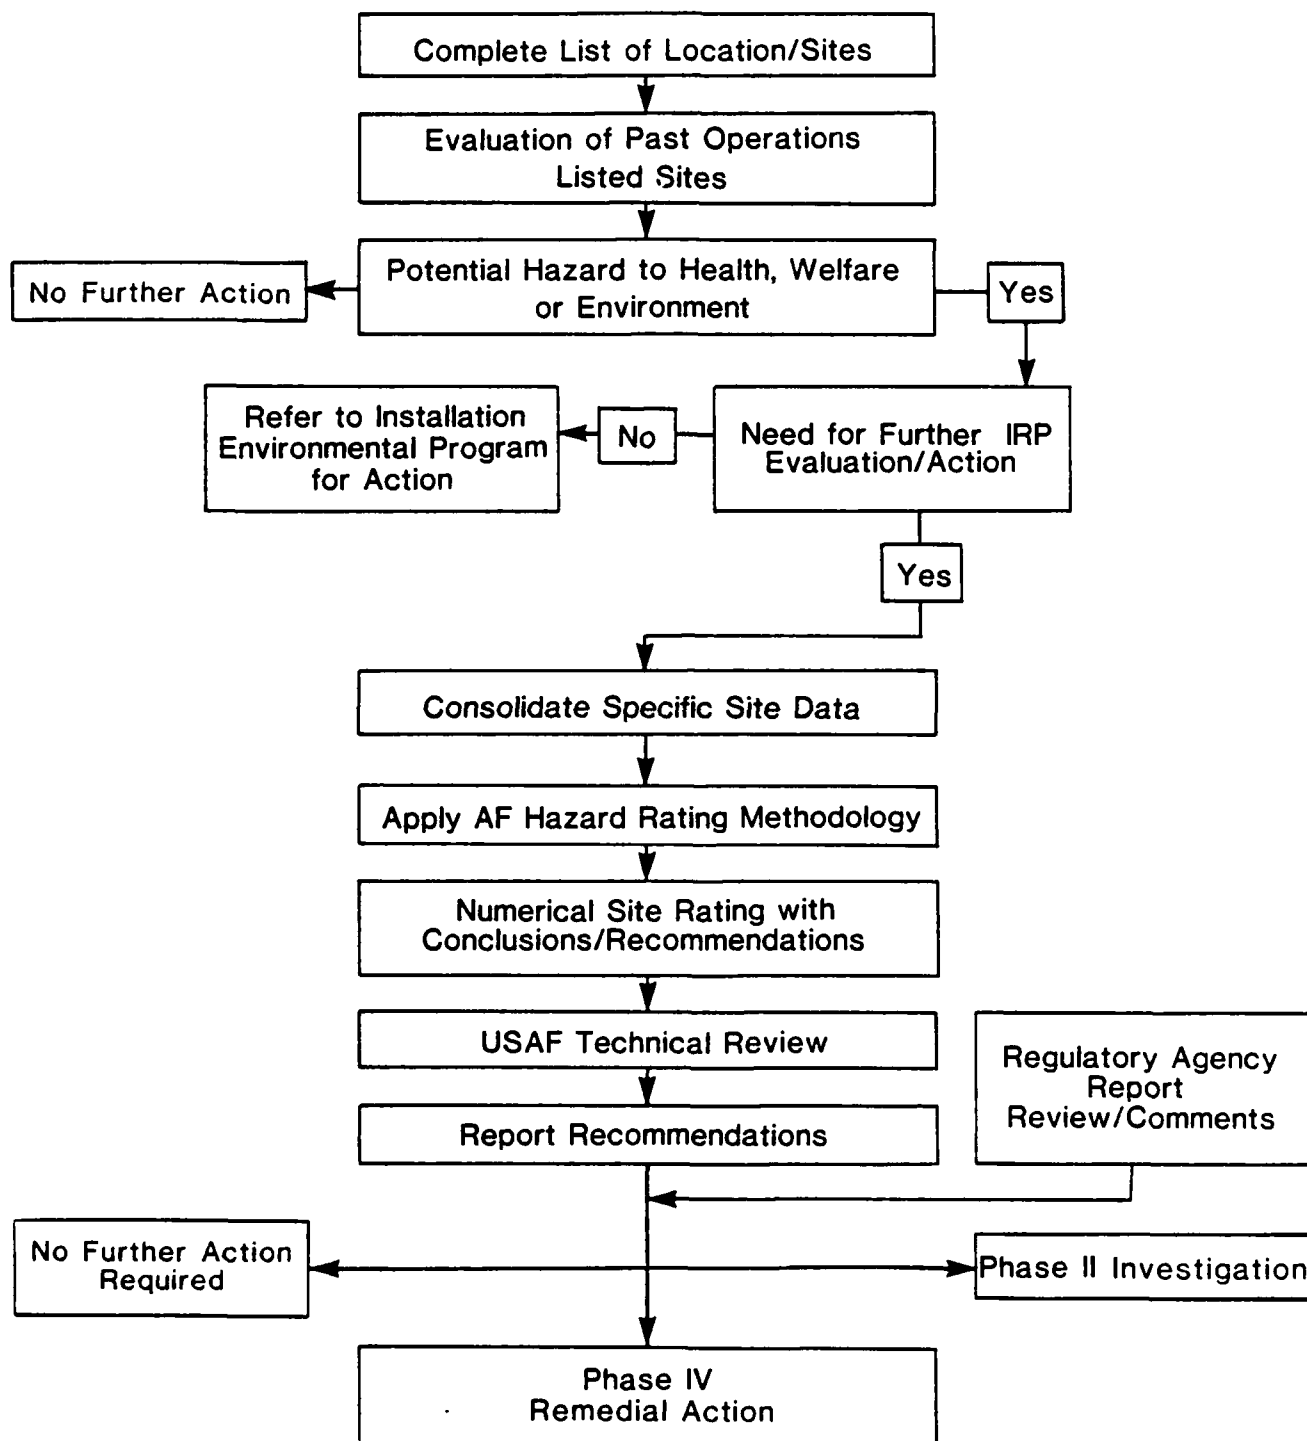 Complete List of Location/Sites
Evaluation of Past Operations
Listed Sites
Potential Hazard to Health, Welfare
or Environment
No Further Action
Yes
Refer to Installation
Environmental Program
for Action
No
Need for Further IRP
Evaluation/Action
Yes
Consolidate Specific Site Data
Apply AF Hazard Rating Methodology
Numerical Site Rating with
Conclusions/Recommendations
USAF Technical Review
Regulatory Agency
Report
Review/Comments
Report Recommendations
No Further Action
Required
Phase II Investigation
Phase IV
Remedial Action